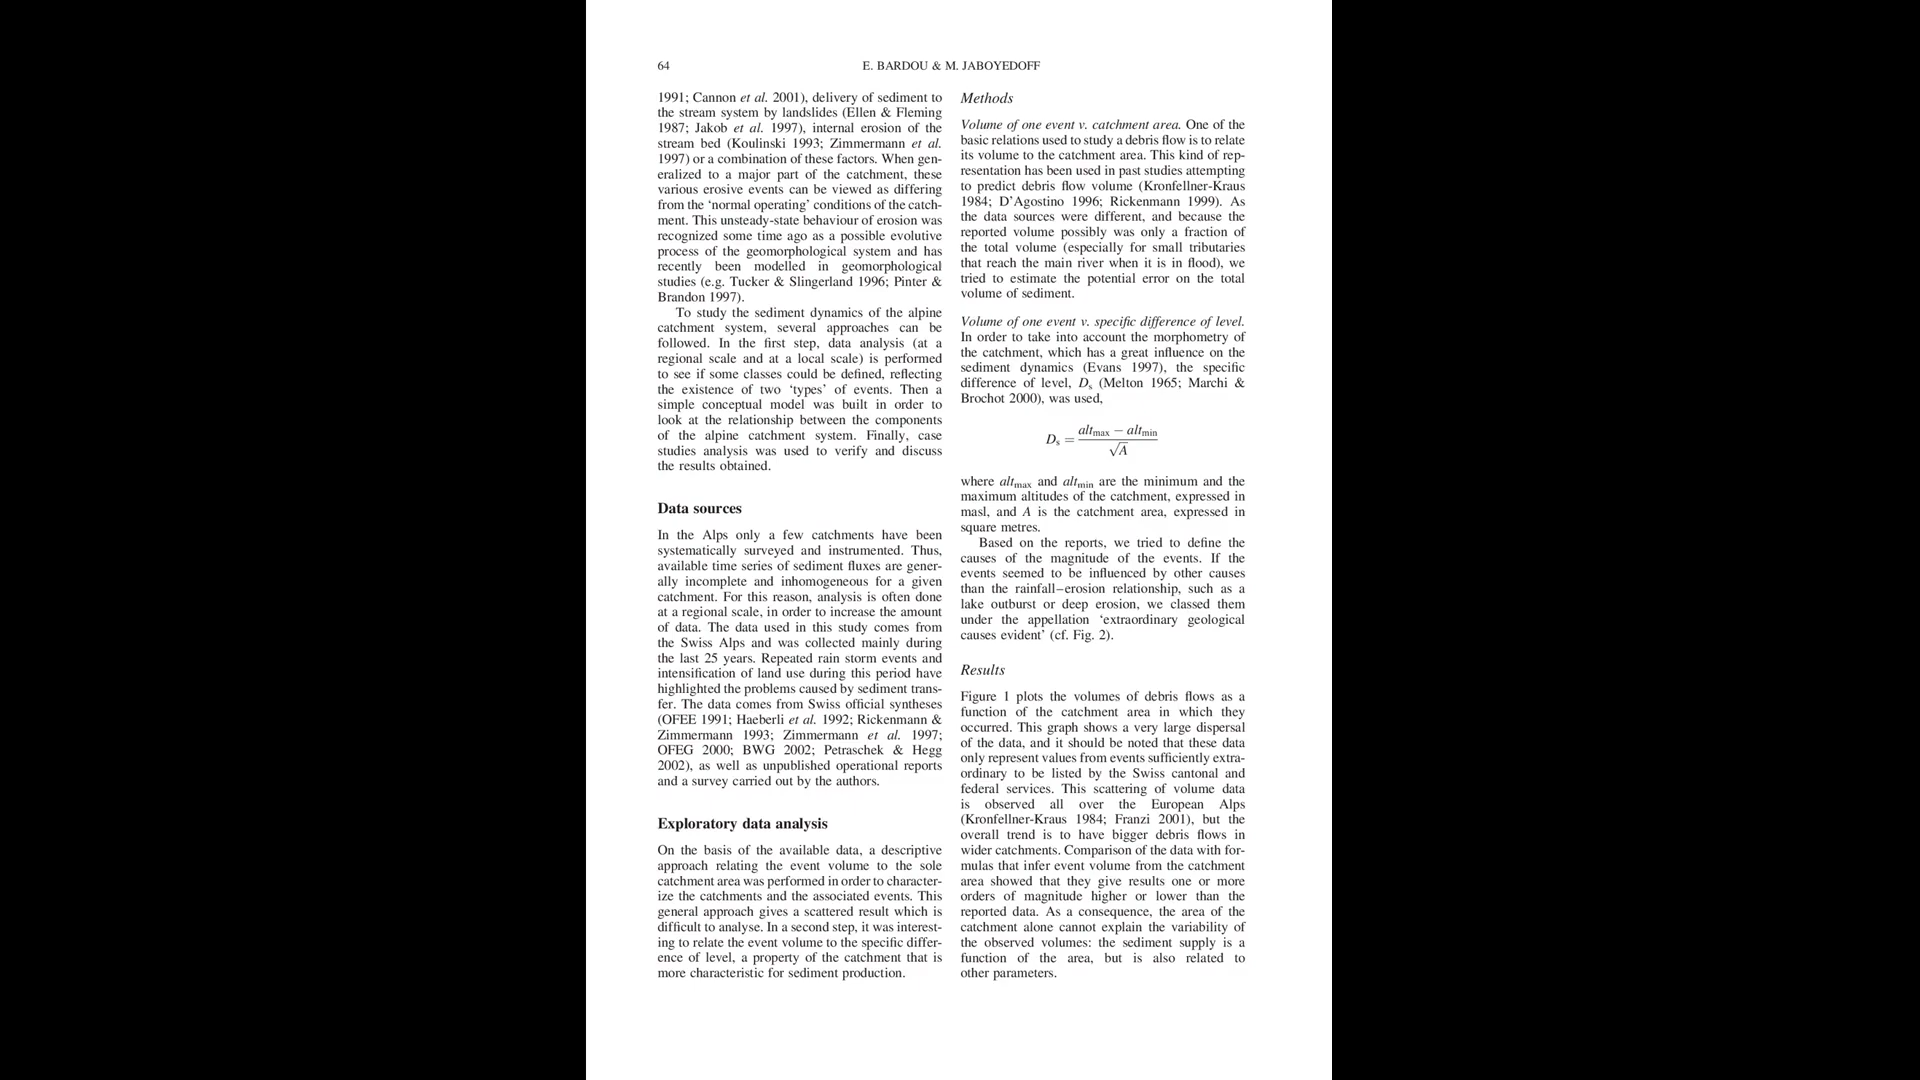 64
E. BARDOU & M. JABOYEDOFF
1991; Cannon et al. 2001), delivery of sediment to
the stream system by landslides (Ellen & Fleming
1987; Jakob et al. 1997), internal erosion of the
stream bed (Koulinski 1993; Zimmermann et al.
1997) or a combination of these factors. When gen-
eralized to a major part of the catchment, these
various erosive events can be viewed as differing
from the ‘normal operating’ conditions of the catch-
ment. This unsteady-state behaviour of erosion was
recognized some time ago as a possible evolutive
process of the geomorphological system and has
recently been modelled in geomorphological
studies (e.g. Tucker & Slingerland 1996; Pinter &
Brandon 1997).
To study the sediment dynamics of the alpine
catchment system, several approaches can be
followed. In the first step, data analysis (at a
regional scale and at a local scale) is performed
to see if some classes could be defined, reflecting
the existence of two ‘types’ of events. Then a
simple conceptual model was built in order to
look at the relationship between the components
of the alpine catchment system. Finally, case
studies analysis was used to verify and discuss
the results obtained.
Data sources
In the Alps only a few catchments have been
systematically surveyed and instrumented. Thus,
available time series of sediment fluxes are gener-
ally incomplete and inhomogeneous for a given
catchment. For this reason, analysis is often done
at a regional scale, in order to increase the amount
of data. The data used in this study comes from
the Swiss Alps and was collected mainly during
the last 25 years. Repeated rain storm events and
intensification of land use during this period have
highlighted the problems caused by sediment trans-
fer. The data comes from Swiss official syntheses
(OFEE 1991; Haeberli et al. 1992; Rickenmann &
Zimmermann 1993; Zimmermann et al. 1997;
OFEG 2000; BWG 2002; Petraschek & Hegg
2002), as well as unpublished operational reports
and a survey carried out by the authors.
Exploratory data analysis
On the basis of the available data, a descriptive
approach relating the event volume to the sole
catchment area was performed in order to character-
ize the catchments and the associated events. This
general approach gives a scattered result which is
difficult to analyse. In a second step, it was interest-
ing to relate the event volume to the specific differ-
ence of level, a property of the catchment that is
more characteristic for sediment production.
Methods
Volume of one event v. catchment area. One of the
basic relations used to study a debris flow is to relate
its volume to the catchment area. This kind of rep-
resentation has been used in past studies attempting
to predict debris flow volume (Kronfellner-Kraus
1984; D’Agostino 1996; Rickenmann 1999). As
the data sources were different, and because the
reported volume possibly was only a fraction of
the total volume (especially for small tributaries
that reach the main river when it is in flood), we
tried to estimate the potential error on the total
volume of sediment.
Volume of one event v. specific difference of level.
In order to take into account the morphometry of
the catchment, which has a great influence on the
sediment dynamics (Evans 1997), the specific
difference of level, Ds (Melton 1965; Marchi &
Brochot 2000), was used,
Ds = (altmax − altmin) / √A
where altmax and altmin are the minimum and the
maximum altitudes of the catchment, expressed in
masl, and A is the catchment area, expressed in
square metres.
Based on the reports, we tried to define the
causes of the magnitude of the events. If the
events seemed to be influenced by other causes
than the rainfall–erosion relationship, such as a
lake outburst or deep erosion, we classed them
under the appellation ‘extraordinary geological
causes evident’ (cf. Fig. 2).
Results
Figure 1 plots the volumes of debris flows as a
function of the catchment area in which they
occurred. This graph shows a very large dispersal
of the data, and it should be noted that these data
only represent values from events sufficiently extra-
ordinary to be listed by the Swiss cantonal and
federal services. This scattering of volume data
is observed all over the European Alps
(Kronfellner-Kraus 1984; Franzi 2001), but the
overall trend is to have bigger debris flows in
wider catchments. Comparison of the data with for-
mulas that infer event volume from the catchment
area showed that they give results one or more
orders of magnitude higher or lower than the
reported data. As a consequence, the area of the
catchment alone cannot explain the variability of
the observed volumes: the sediment supply is a
function of the area, but is also related to
other parameters.